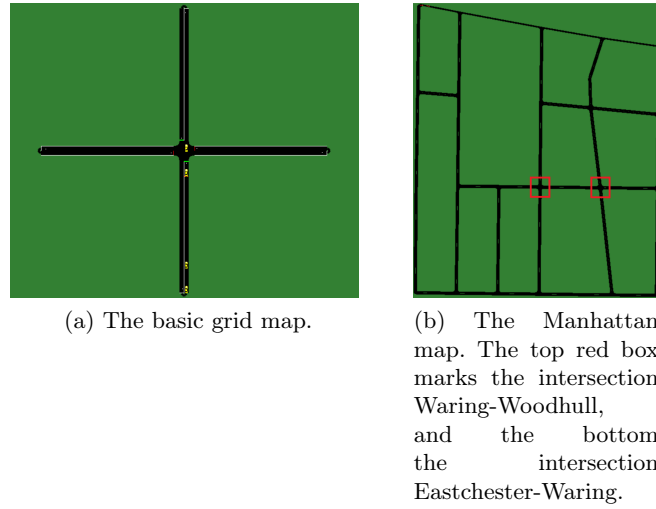 (a) The basic grid map.
(b) The Manhattan
map. The top red box
marks the intersection
Waring-Woodhull,
and the bottom
the intersection
Eastchester-Waring.